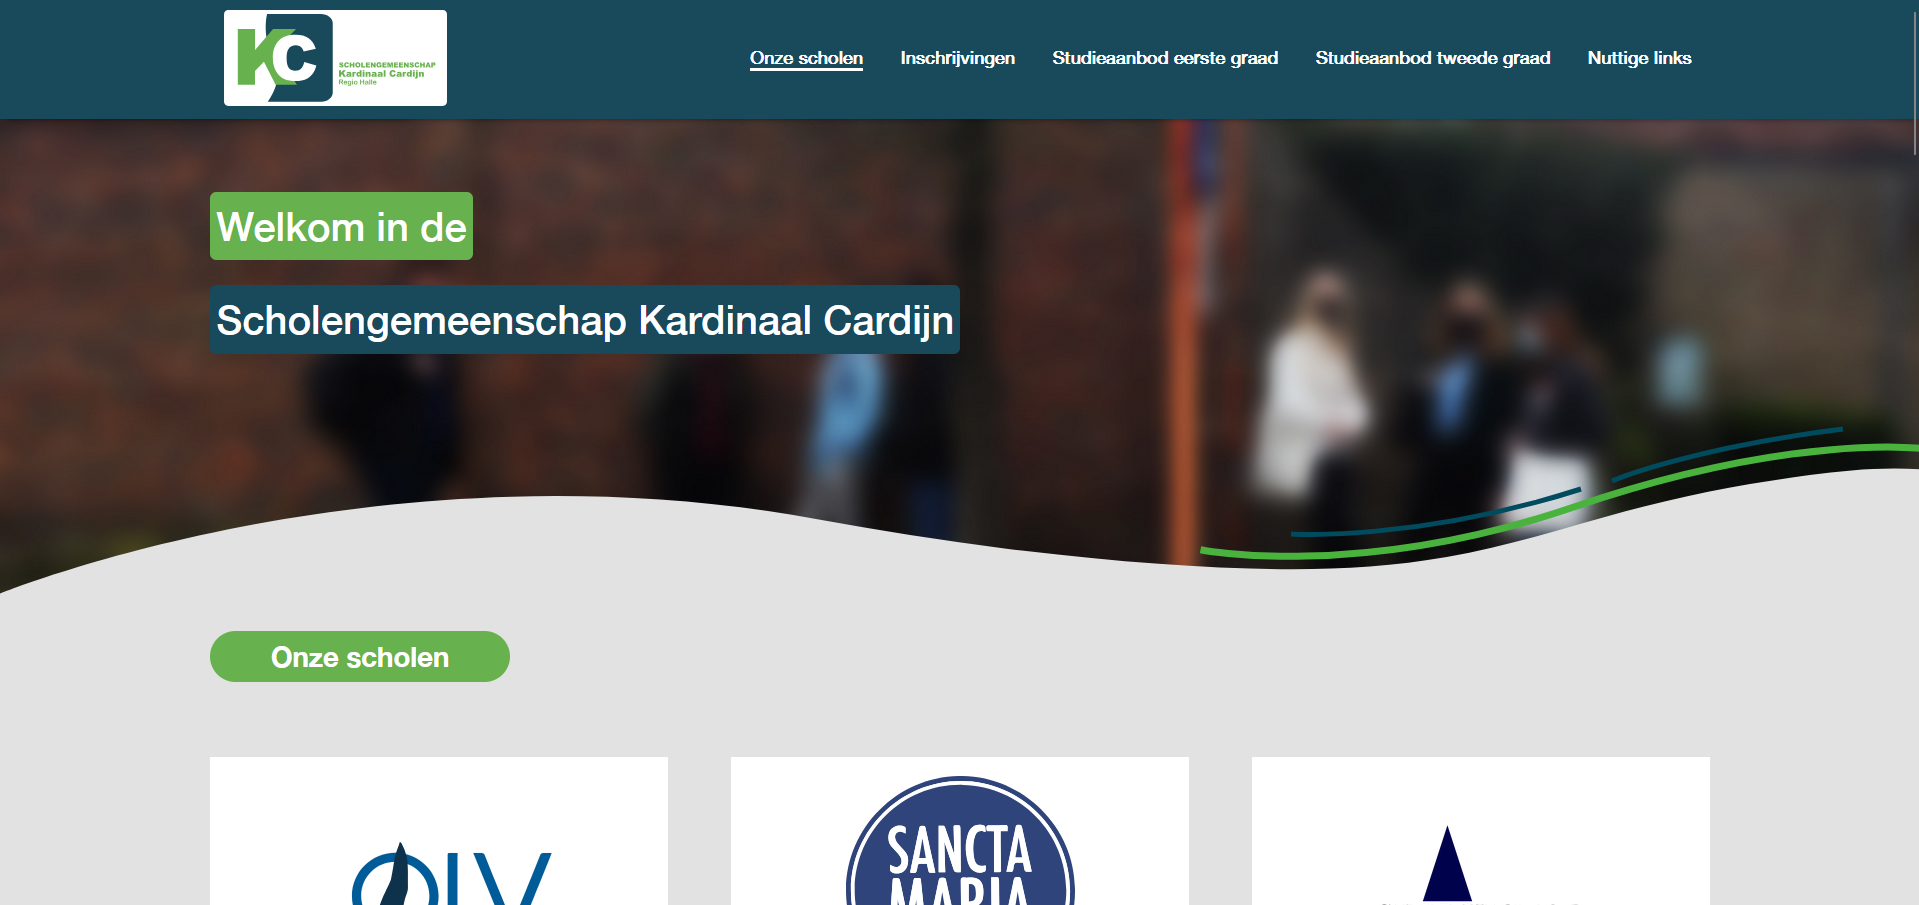 KC
SCHOLENGEMEENSCHAP
Kardinaal Cardijn
Regio Halle
Onze scholen
Inschrijvingen
Studieaanbod eerste graad
Studieaanbod tweede graad
Nuttige links
Welkom in de
Scholengemeenschap Kardinaal Cardijn
Onze scholen
OLV
SANCTA
MARIA